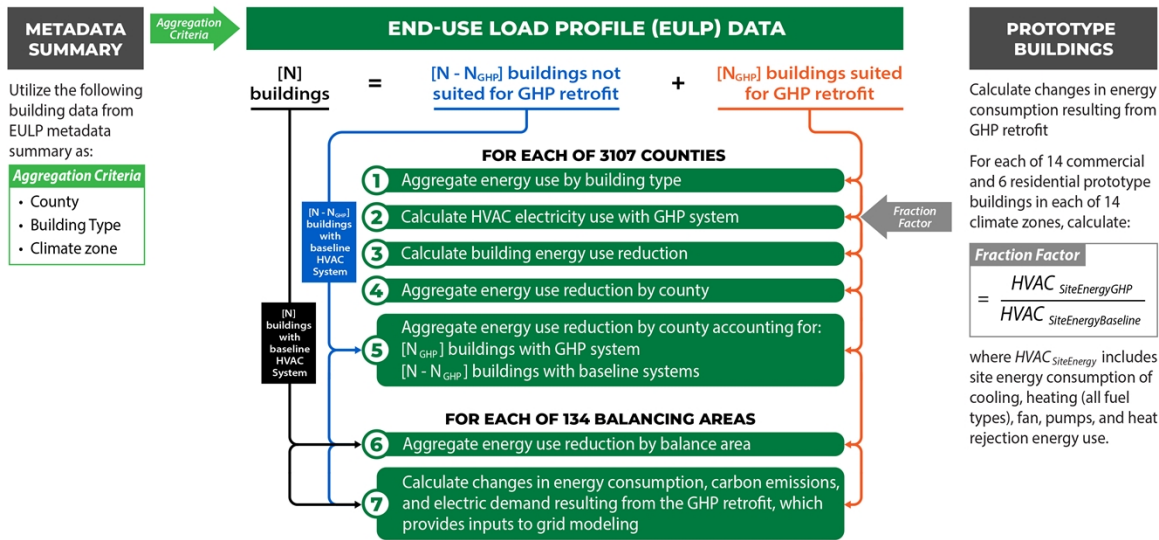 METADATA
SUMMARY
Utilize the following
building data from
EULP metadata
summary as:
Aggregation Criteria
• County
• Building Type
• Climate zone
Aggregation
Criteria
END-USE LOAD PROFILE (EULP) DATA
[N]
buildings
=
[N - NGHP] buildings not
suited for GHP retrofit
+
[NGHP] buildings suited
for GHP retrofit
[N - NGHP]
buildings
with
baseline
HVAC
System
[N]
buildings
with
baseline
HVAC
System
FOR EACH OF 3107 COUNTIES
1 Aggregate energy use by building type
2 Calculate HVAC electricity use with GHP system
3 Calculate building energy use reduction
4 Aggregate energy use reduction by county
5 Aggregate energy use reduction by county accounting for:
[N GHP] buildings with GHP system
[N - NGHP] buildings with baseline systems
FOR EACH OF 134 BALANCING AREAS
6 Aggregate energy use reduction by balance area
7 Calculate changes in energy consumption, carbon emissions,
and electric demand resulting from the GHP retrofit, which
provides inputs to grid modeling
Fraction
Factor
PROTOTYPE
BUILDINGS
Calculate changes in energy
consumption resulting from
GHP retrofit
For each of 14 commercial
and 6 residential prototype
buildings in each of 14
climate zones, calculate:
Fraction Factor
= HVAC SiteEnergyGHP
HVAC SiteEnergyBaseline
where HVAC SiteEnergy includes
site energy consumption of
cooling, heating (all fuel
types), fan, pumps, and heat
rejection energy use.